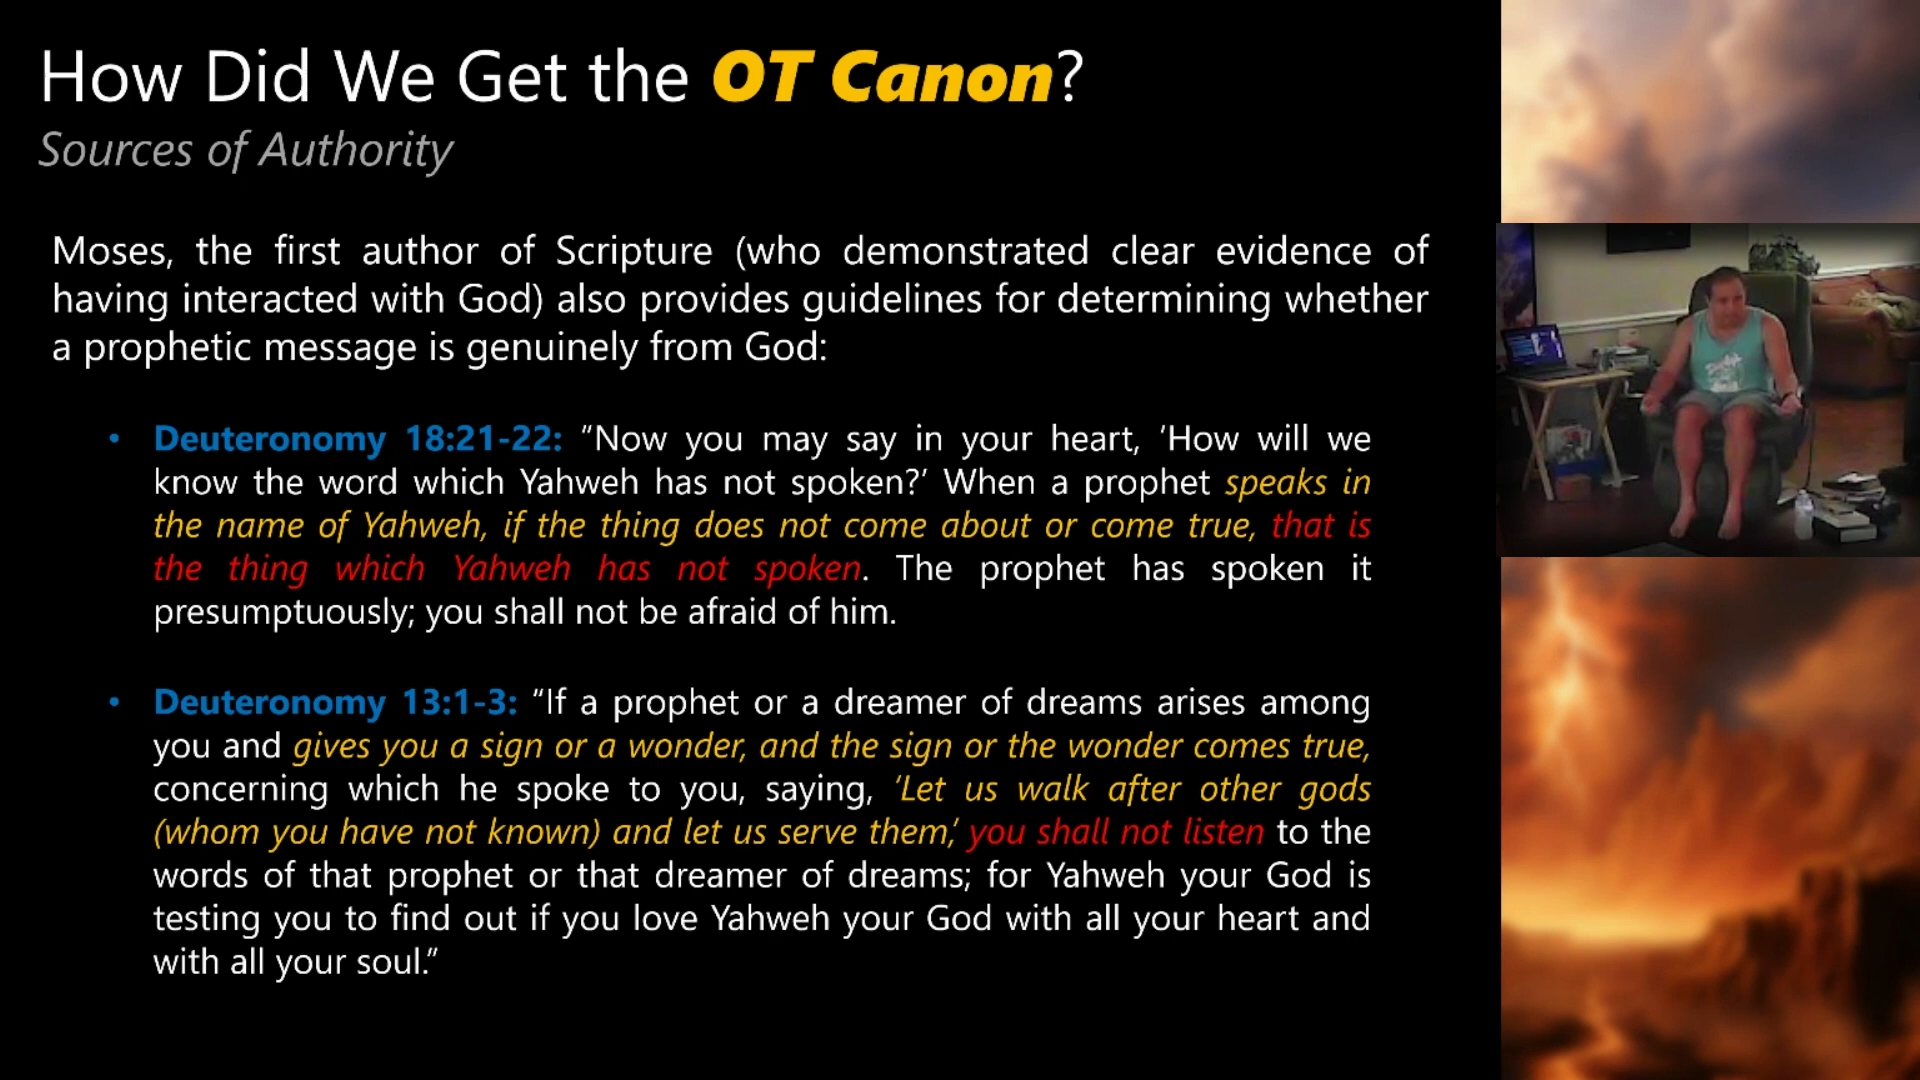 How Did We Get the OT Canon?
Sources of Authority
Moses, the first author of Scripture (who demonstrated clear evidence of
having interacted with God) also provides guidelines for determining whether
a prophetic message is genuinely from God:
• Deuteronomy 18:21-22: “Now you may say in your heart, ‘How will we
know the word which Yahweh has not spoken?’ When a prophet speaks in
the name of Yahweh, if the thing does not come about or come true, that is
the thing which Yahweh has not spoken. The prophet has spoken it
presumptuously; you shall not be afraid of him.
• Deuteronomy 13:1-3: “If a prophet or a dreamer of dreams arises among
you and gives you a sign or a wonder, and the sign or the wonder comes true,
concerning which he spoke to you, saying, ‘Let us walk after other gods
(whom you have not known) and let us serve them,’ you shall not listen to the
words of that prophet or that dreamer of dreams; for Yahweh your God is
testing you to find out if you love Yahweh your God with all your heart and
with all your soul.”